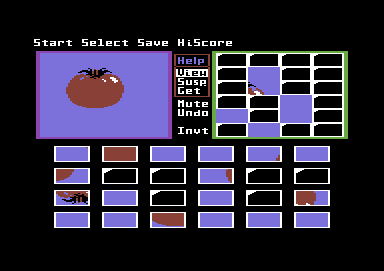 Start Select Save HiScore
Help
View
Susp
Get
Mute
Undo
Invt